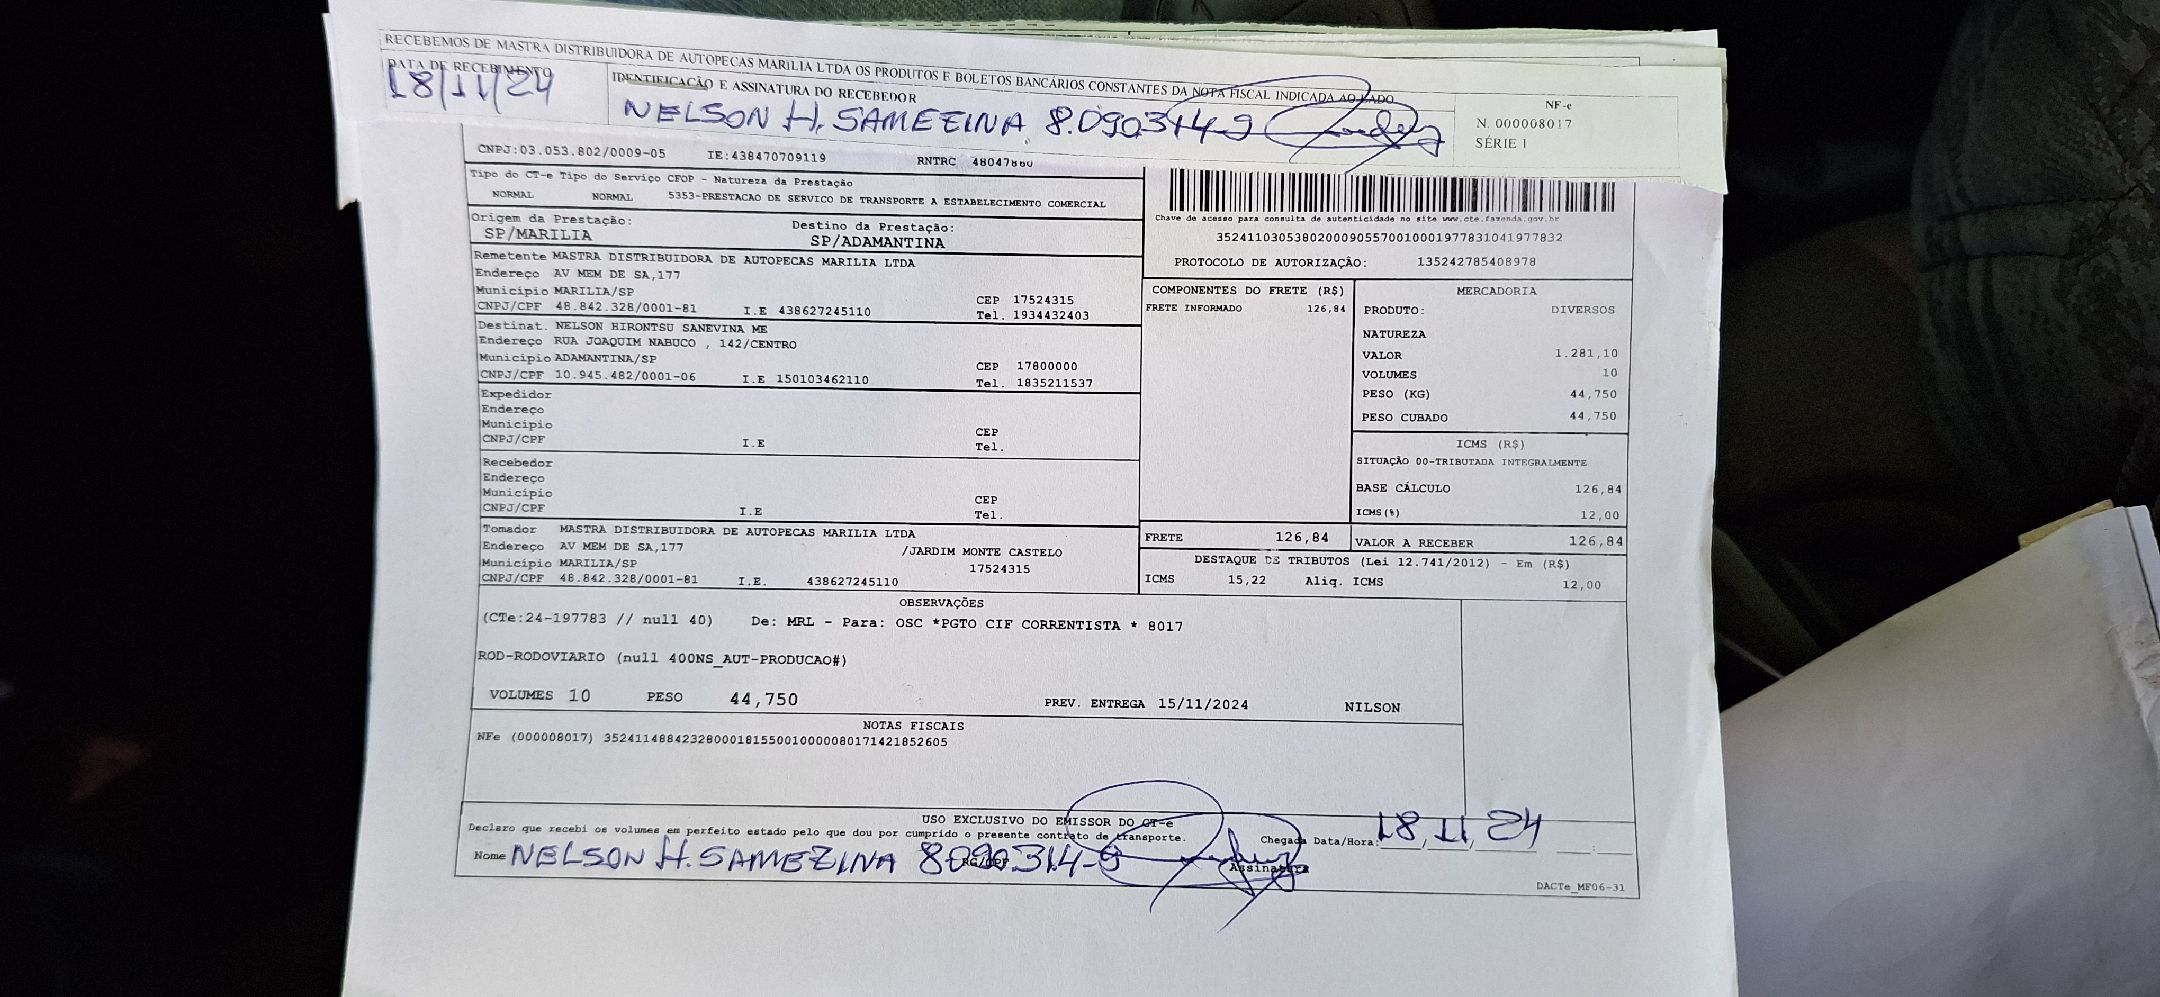 RECEBEMOS DE MASTRA DISTRIBUIDORA DE AUTOPECAS MARILIA LTDA OS PRODUTOS E BOLETOS BANCÁRIOS CONSTANTES DA NOTA FISCAL INDICADA AO LADO
DATA DE RECEBIMENTO
18/11/24
IDENTIFICAÇÃO E ASSINATURA DO RECEBEDOR
NELSON H. SAMEZINA 8.090314-9
NF-e
N. 000008017
SÉRIE 1
CNPJ:03.053.802/0009-05 IE:438470709119 RNTRC 48047860
Tipo do CT-e Tipo do Serviço CFOP - Natureza da Prestação
NORMAL NORMAL 5353-PRESTACAO DE SERVICO DE TRANSPORTE A ESTABELECIMENTO COMERCIAL
Origem da Prestação: Destino da Prestação:
SP/MARILIA SP/ADAMANTINA
Chave de acesso para consulta de autenticidade no site www.cte.fazenda.gov.br
35241103053802000905570010001977831041977832
PROTOCOLO DE AUTORIZAÇÃO: 135242785408978
Remetente MASTRA DISTRIBUIDORA DE AUTOPECAS MARILIA LTDA
Endereço AV MEM DE SA,177
Município MARILIA/SP CEP 17524315
CNPJ/CPF 48.842.328/0001-81 I.E 438627245110 Tel. 1934432403
Destinat. NELSON HIRONTSU SANEVINA ME
Endereço RUA JOAQUIM NABUCO , 142/CENTRO
Município ADAMANTINA/SP CEP 17800000
CNPJ/CPF 10.945.482/0001-06 I.E 150103462110 Tel. 1835211537
Expedidor
Endereço
Município CEP
CNPJ/CPF I.E Tel.
Recebedor
Endereço
Município CEP
CNPJ/CPF I.E Tel.
Tomador MASTRA DISTRIBUIDORA DE AUTOPECAS MARILIA LTDA
Endereço AV MEM DE SA,177 /JARDIM MONTE CASTELO
Município MARILIA/SP 17524315
CNPJ/CPF 48.842.328/0001-81 I.E. 438627245110
COMPONENTES DO FRETE (R$)
FRETE INFORMADO 126,84
MERCADORIA
PRODUTO: DIVERSOS
NATUREZA
VALOR 1.281,10
VOLUMES 10
PESO (KG) 44,750
PESO CUBADO 44,750
ICMS (R$)
SITUAÇÃO 00-TRIBUTADA INTEGRALMENTE
BASE CÁLCULO 126,84
ICMS(%) 12,00
FRETE 126,84 VALOR A RECEBER 126,84
DESTAQUE DE TRIBUTOS (Lei 12.741/2012) - Em (R$)
ICMS 15,22 Aliq. ICMS 12,00
OBSERVAÇÕES
(CTe:24-197783 // null 40) De: MRL - Para: OSC *PGTO CIF CORRENTISTA * 8017
ROD-RODOVIARIO (null 400NS_AUT-PRODUCAO#)
VOLUMES 10 PESO 44,750 PREV. ENTREGA 15/11/2024 NILSON
NOTAS FISCAIS
NFe (000008017) 35241148842328000181550010000080171421852605
USO EXCLUSIVO DO EMISSOR DO CT-e
Declaro que recebi os volumes em perfeito estado pelo que dou por cumprido o presente contrato de transporte. Chegada Data/Hora: 18 11 24
Nome NELSON H. SAMEZINA 8090314-9 RG/CPF Assinatura
DACTe_MF06-31